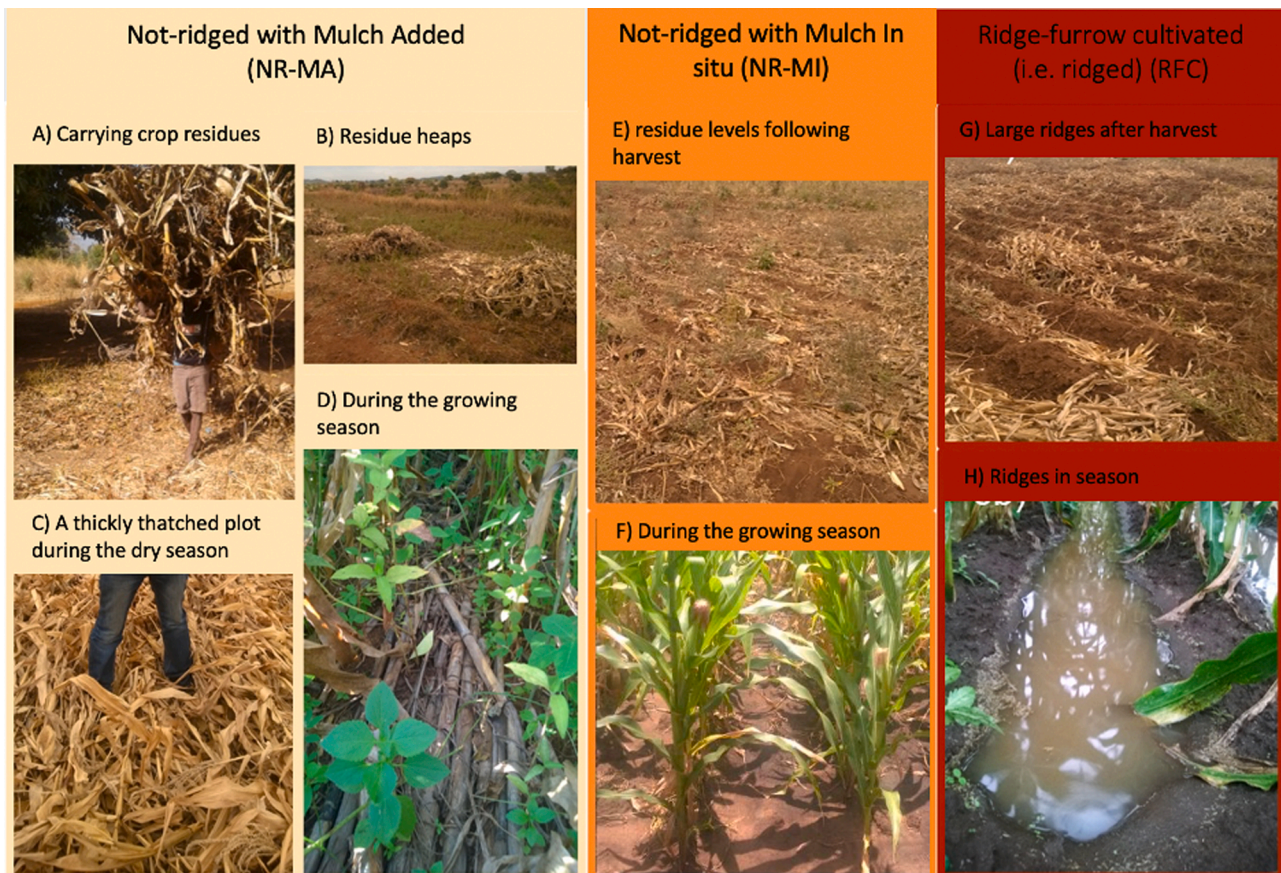 Not-ridged with Mulch Added
(NR-MA)
A) Carrying crop residues
B) Residue heaps
C) A thickly thatched plot
during the dry season
D) During the growing
season
Not-ridged with Mulch In
situ (NR-MI)
E) residue levels following
harvest
F) During the growing season
Ridge-furrow cultivated
(i.e. ridged) (RFC)
G) Large ridges after harvest
H) Ridges in season